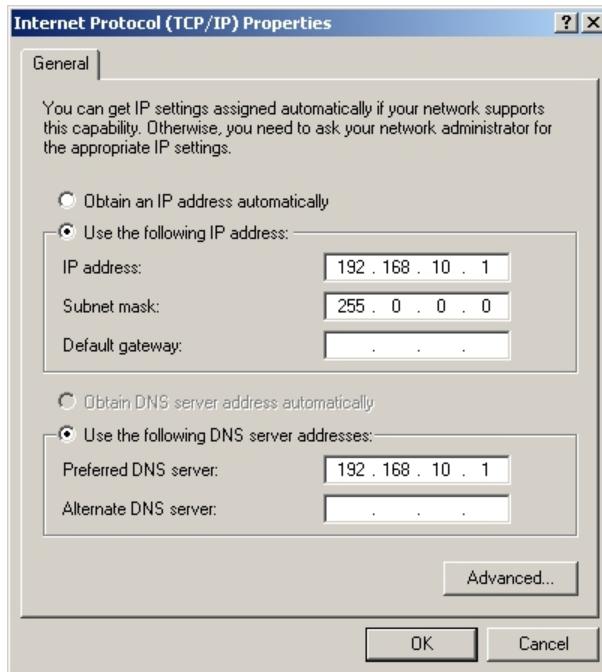 Internet Protocol (TCP/IP) Properties
General
You can get IP settings assigned automatically if your network supports
this capability. Otherwise, you need to ask your network administrator for
the appropriate IP settings.
Obtain an IP address automatically
Use the following IP address:
IP address: 192 . 168 . 10 . 1
Subnet mask: 255 . 0 . 0 . 0
Default gateway: . . .
Obtain DNS server address automatically
Use the following DNS server addresses:
Preferred DNS server: 192 . 168 . 10 . 1
Alternate DNS server: . . .
Advanced...
OK Cancel